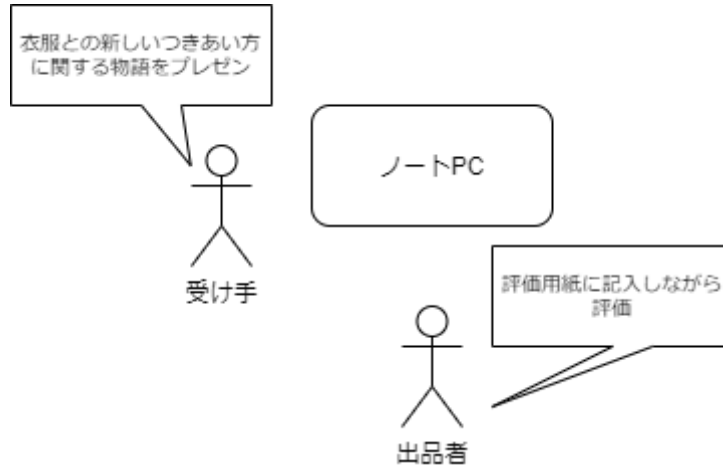 衣服との新しいつきあい方
に関する物語をプレゼン
ノートPC
受け手
評価用紙に記入しながら
評価
出品者